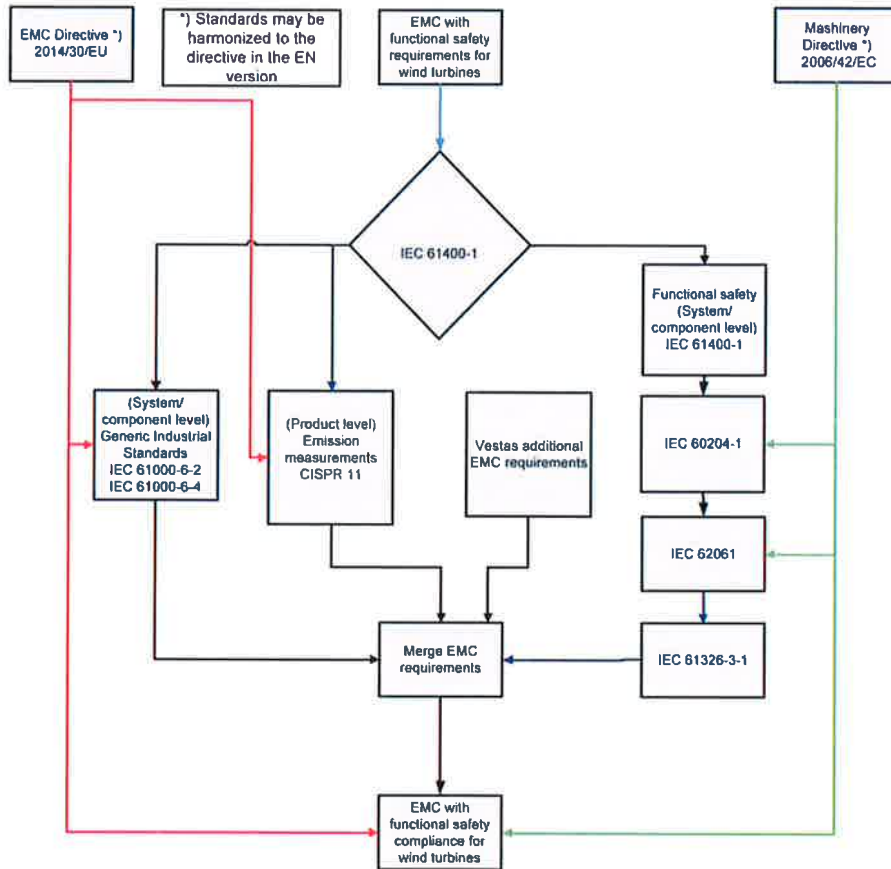 EMC Directive *)
2014/30/EU
*) Standards may be
harmonized to the
directive in the EN
version
EMC with
functional safety
requirements for
wind turbines
Mashinery
Directive *)
2006/42/EC
IEC 61400-1
Functional safety
(System/
component level)
IEC 61400-1
(System/
component level)
Generic Industrial
Standards
IEC 61000-6-2
IEC 61000-6-4
(Product level)
Emission
measurements
CISPR 11
Vestas additional
EMC requirements
IEC 60204-1
IEC 62061
Merge EMC
requirements
IEC 61326-3-1
EMC with
functional safety
compliance for
wind turbines